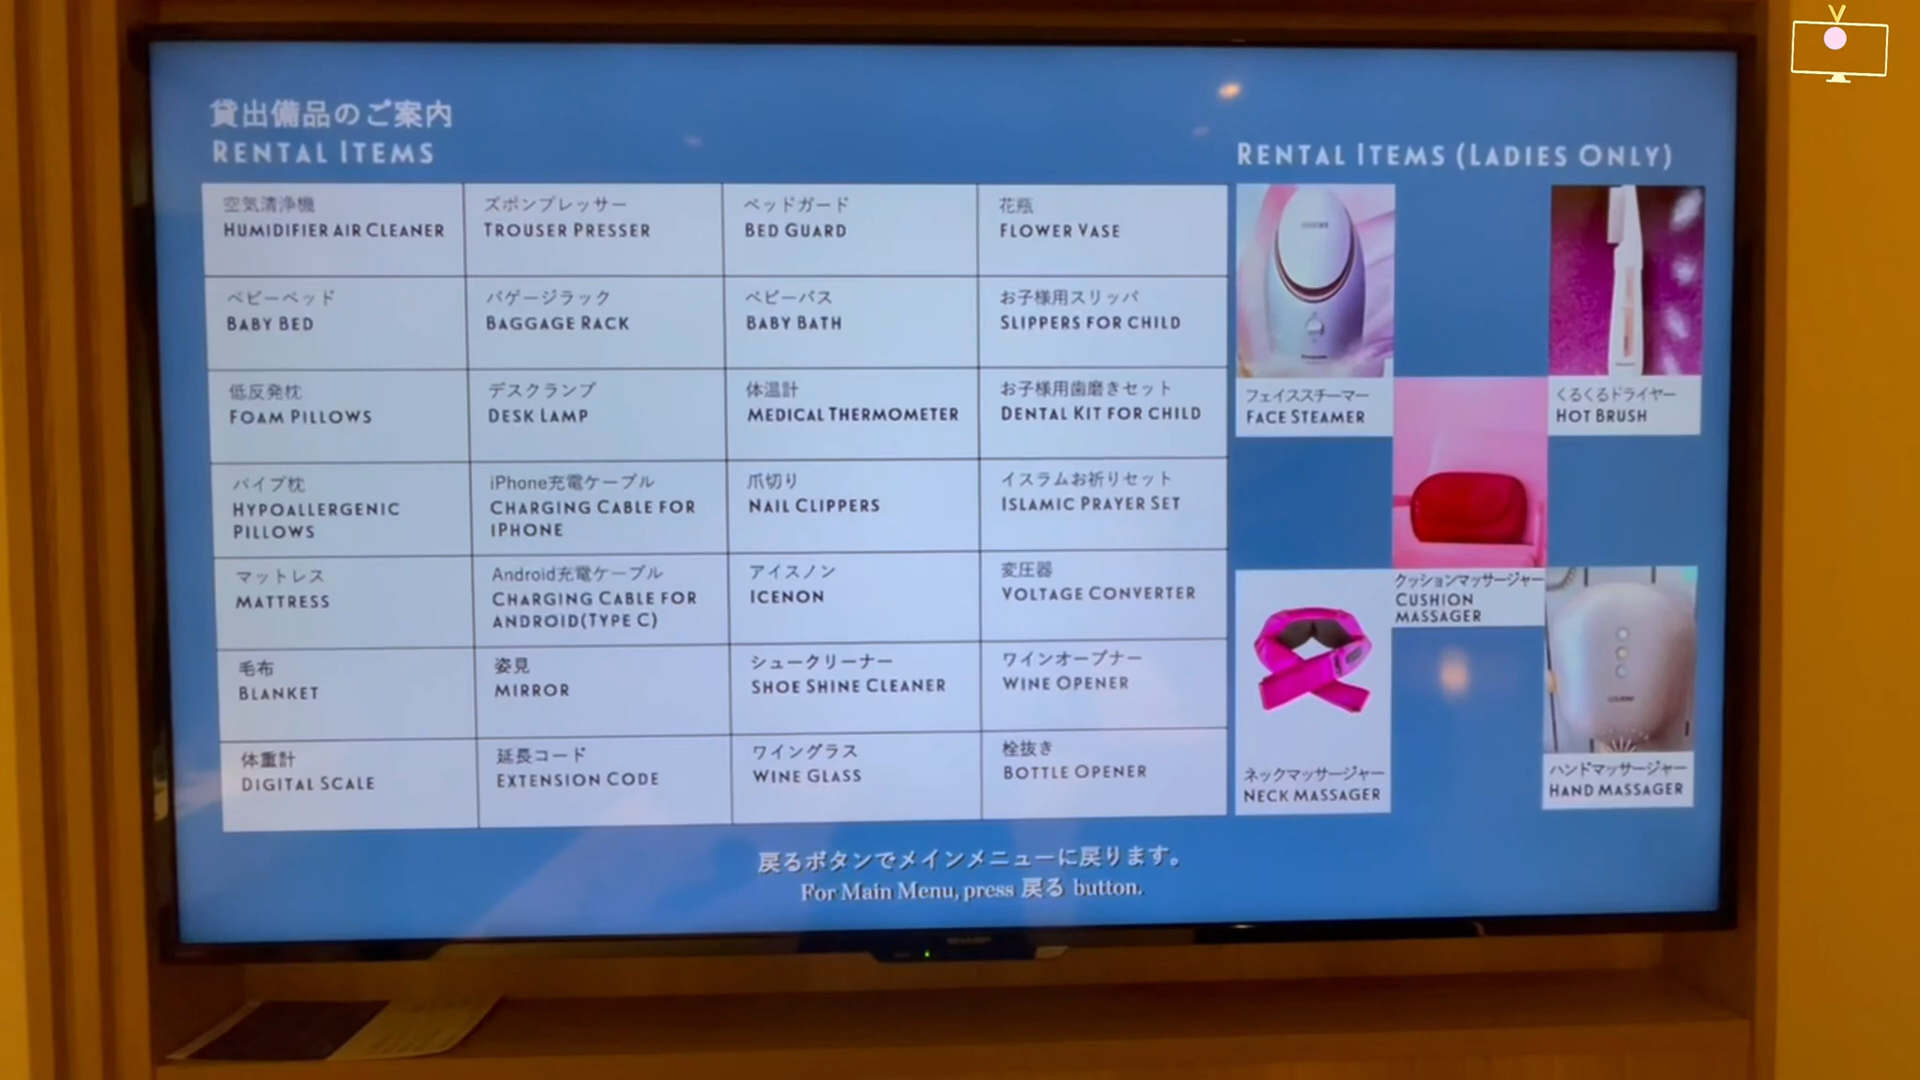 貸出備品のご案内
RENTAL ITEMS
空気清浄機
HUMIDIFIER AIR CLEANER
ズボンプレッサー
TROUSER PRESSER
ベッドガード
BED GUARD
花瓶
FLOWER VASE
ベビーベッド
BABY BED
バゲージラック
BAGGAGE RACK
ベビーバス
BABY BATH
お子様用スリッパ
SLIPPERS FOR CHILD
低反発枕
FOAM PILLOWS
デスクランプ
DESK LAMP
体温計
MEDICAL THERMOMETER
お子様用歯磨きセット
DENTAL KIT FOR CHILD
パイプ枕
HYPOALLERGENIC
PILLOWS
iPhone充電ケーブル
CHARGING CABLE FOR
IPHONE
爪切り
NAIL CLIPPERS
イスラムお祈りセット
ISLAMIC PRAYER SET
マットレス
MATTRESS
Android充電ケーブル
CHARGING CABLE FOR
ANDROID(TYPE C)
アイスノン
ICENON
変圧器
VOLTAGE CONVERTER
毛布
BLANKET
姿見
MIRROR
シュークリーナー
SHOE SHINE CLEANER
ワインオープナー
WINE OPENER
体重計
DIGITAL SCALE
延長コード
EXTENSION CODE
ワイングラス
WINE GLASS
栓抜き
BOTTLE OPENER
RENTAL ITEMS (LADIES ONLY)
フェイススチーマー
FACE STEAMER
くるくるドライヤー
HOT BRUSH
クッションマッサージャー
CUSHION
MASSAGER
ネックマッサージャー
NECK MASSAGER
ハンドマッサージャー
HAND MASSAGER
戻るボタンでメインメニューに戻ります。
For Main Menu, press 戻る button.